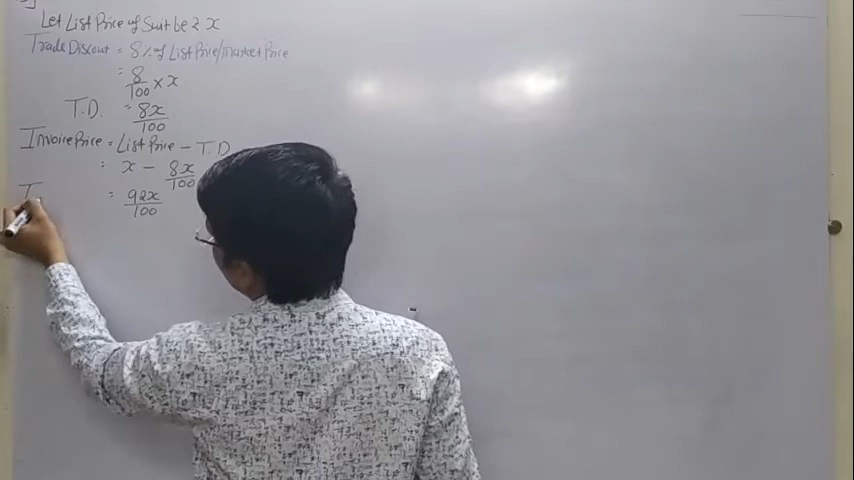 Let List Price of Suit be ₹ x
Trade Discout = 8% of List Price/Market Price
= 8/100 × x
T.D. = 8x/100
Invoice Price = List Price - T.D
= x - 8x/100
= 92x/100
I